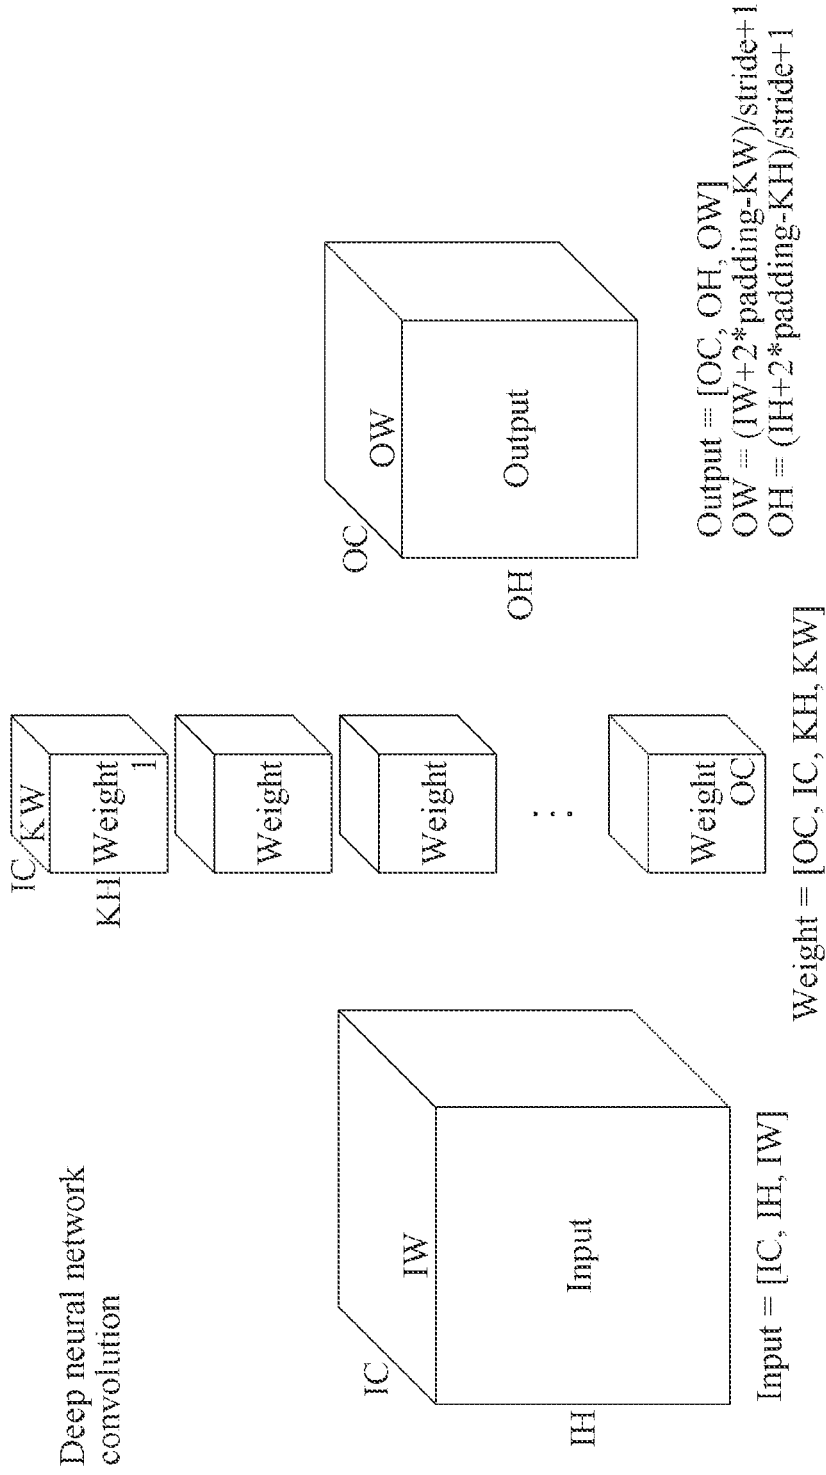 Deep neural network
convolution
IC
IW
IH
Input
Input = [IC, IH, IW]
IC
KW
KH
Weight
1
Weight
Weight
...
Weight
OC
Weight = [OC, IC, KH, KW]
OC
OW
OH
Output
Output = [OC, OH, OW]
OW = (IW+2*padding-KW)/stride+1
OH = (IH+2*padding-KH)/stride+1